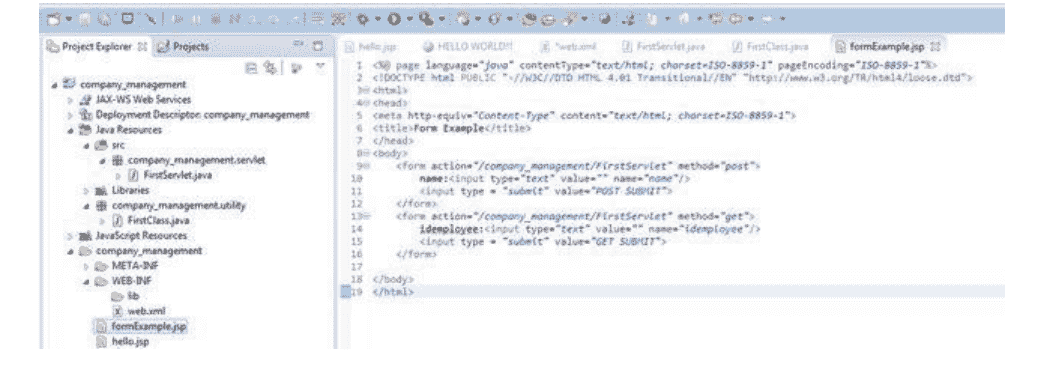 Project Explorer
Projects
hello.jsp
HELLO WORLD!!!
*web.xml
FirstServlet.java
FirstClass.java
formExample.jsp
company_management
JAX-WS Web Services
Deployment Descriptor: company_management
Java Resources
src
company_management.servlet
FirstServlet.java
Libraries
company_management.utility
FirstClass.java
JavaScript Resources
company_management
META-INF
WEB-INF
lib
web.xml
formExample.jsp
hello.jsp
1 <%@ page language="java" contentType="text/html; charset=ISO-8859-1" pageEncoding="ISO-8859-1"%>
2 <!DOCTYPE html PUBLIC "-//W3C//DTD HTML 4.01 Transitional//EN" "http://www.w3.org/TR/html4/loose.dtd">
3 <html>
4 <head>
5 <meta http-equiv="Content-Type" content="text/html; charset=ISO-8859-1">
6 <title>Form Example</title>
7 </head>
8 <body>
9 <form action="/company_management/FirstServlet" method="post">
10 name:<input type="text" value="" name="name"/>
11 <input type = "submit" value="POST SUBMIT">
12 </form>
13 <form action="/company_management/FirstServlet" method="get">
14 idemployee:<input type="text" value="" name="idemployee"/>
15 <input type = "submit" value="GET SUBMIT">
16 </form>
17
18 </body>
19 </html>